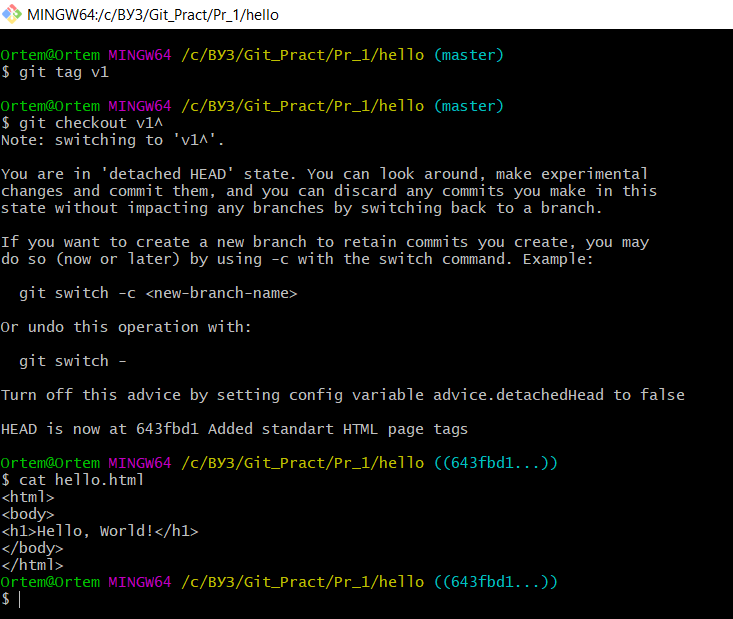 MINGW64:/c/ВУЗ/Git_Pract/Pr_1/hello
Ortem@Ortem MINGW64 /c/ВУЗ/Git_Pract/Pr_1/hello (master)
$ git tag v1
Ortem@Ortem MINGW64 /c/ВУЗ/Git_Pract/Pr_1/hello (master)
$ git checkout v1^
Note: switching to 'v1^'.
You are in 'detached HEAD' state. You can look around, make experimental
changes and commit them, and you can discard any commits you make in this
state without impacting any branches by switching back to a branch.
If you want to create a new branch to retain commits you create, you may
do so (now or later) by using -c with the switch command. Example:
  git switch -c <new-branch-name>
Or undo this operation with:
  git switch -
Turn off this advice by setting config variable advice.detachedHead to false
HEAD is now at 643fbd1 Added standart HTML page tags
Ortem@Ortem MINGW64 /c/ВУЗ/Git_Pract/Pr_1/hello ((643fbd1...))
$ cat hello.html
<html>
<body>
<h1>Hello, World!</h1>
</body>
</html>
Ortem@Ortem MINGW64 /c/ВУЗ/Git_Pract/Pr_1/hello ((643fbd1...))
$